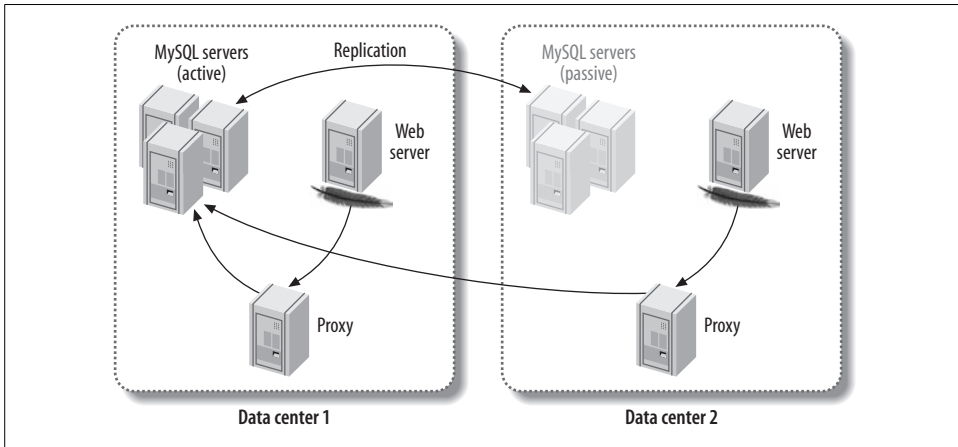 MySQL servers
(active)
Replication
Web
server
Proxy
Data center 1
MySQL servers
(passive)
Web
server
Proxy
Data center 2